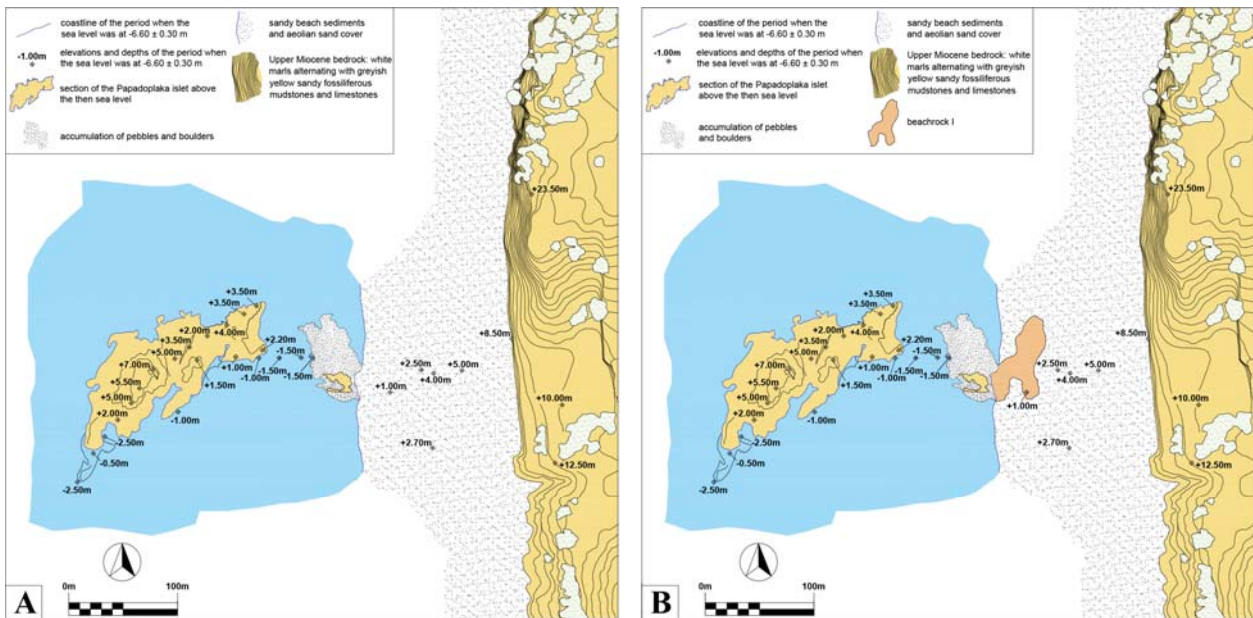 coastline of the period when the
sea level was at -6.60 ± 0.30 m
-1.00m
elevations and depths of the period when
the sea level was at -6.60 ± 0.30 m
section of the Papadoplaka islet above
the then sea level
accumulation of pebbles and boulders
sandy beach sediments
and aeolian sand cover
Upper Miocene bedrock: white
marls alternating with greyish
yellow sandy fossiliferous
mudstones and limestones
+23.50m
+3.50m
+3.50m
+2.00m
+4.00m
+8.50m
+3.50m
+2.20m
+5.00m
-1.50m
+7.00m
+1.00m
-1.50m
+2.50m
+5.00m
-1.00m
-1.50m
+4.00m
+5.50m
+1.50m
+1.00m
+5.00m
+10.00m
+2.00m
-1.00m
-2.50m
+2.70m
-0.50m
+12.50m
-2.50m
0m 100m
A
coastline of the period when the
sea level was at -6.60 ± 0.30 m
-1.00m
elevations and depths of the period when
the sea level was at -6.60 ± 0.30 m
section of the Papadoplaka islet above
the then sea level
accumulation of pebbles
and boulders
sandy beach sediments
and aeolian sand cover
Upper Miocene bedrock: white
marls alternating with greyish
yellow sandy fossiliferous
mudstones and limestones
beachrock I
+23.50m
+3.50m
+3.50m
+2.00m
+4.00m
+8.50m
+3.50m
+2.20m
+5.00m
-1.50m
+7.00m
+1.00m
-1.50m
+2.50m
+5.00m
-1.00m
-1.50m
+4.00m
+5.50m
+1.50m
+1.00m
+5.00m
+10.00m
+2.00m
-1.00m
-2.50m
+2.70m
-0.50m
+12.50m
-2.50m
0m 100m
B